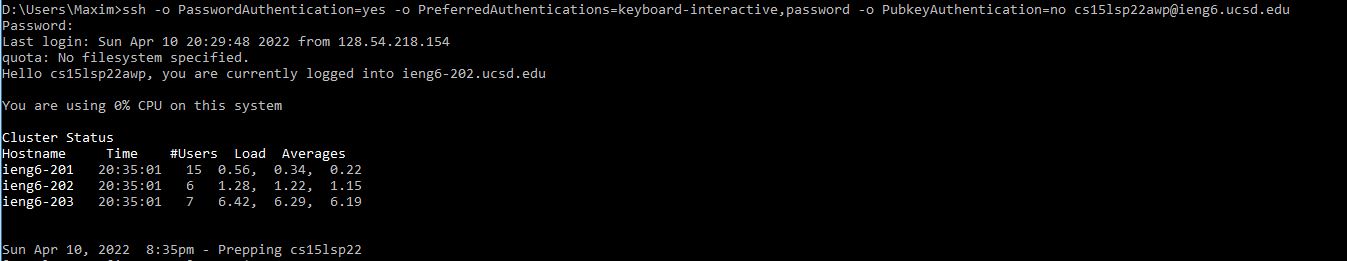 D:\Users\Maxim>ssh -o PasswordAuthentication=yes -o PreferredAuthentications=keyboard-interactive,password -o PubkeyAuthentication=no cs15lsp22awp@ieng6.ucsd.edu
Password:
Last login: Sun Apr 10 20:29:48 2022 from 128.54.218.154
quota: No filesystem specified.
Hello cs15lsp22awp, you are currently logged into ieng6-202.ucsd.edu
You are using 0% CPU on this system
Cluster Status
Hostname     Time    #Users  Load  Averages
ieng6-201   20:35:01   15  0.56,  0.34,  0.22
ieng6-202   20:35:01   6   1.28,  1.22,  1.15
ieng6-203   20:35:01   7   6.42,  6.29,  6.19
Sun Apr 10, 2022  8:35pm - Prepping cs15lsp22